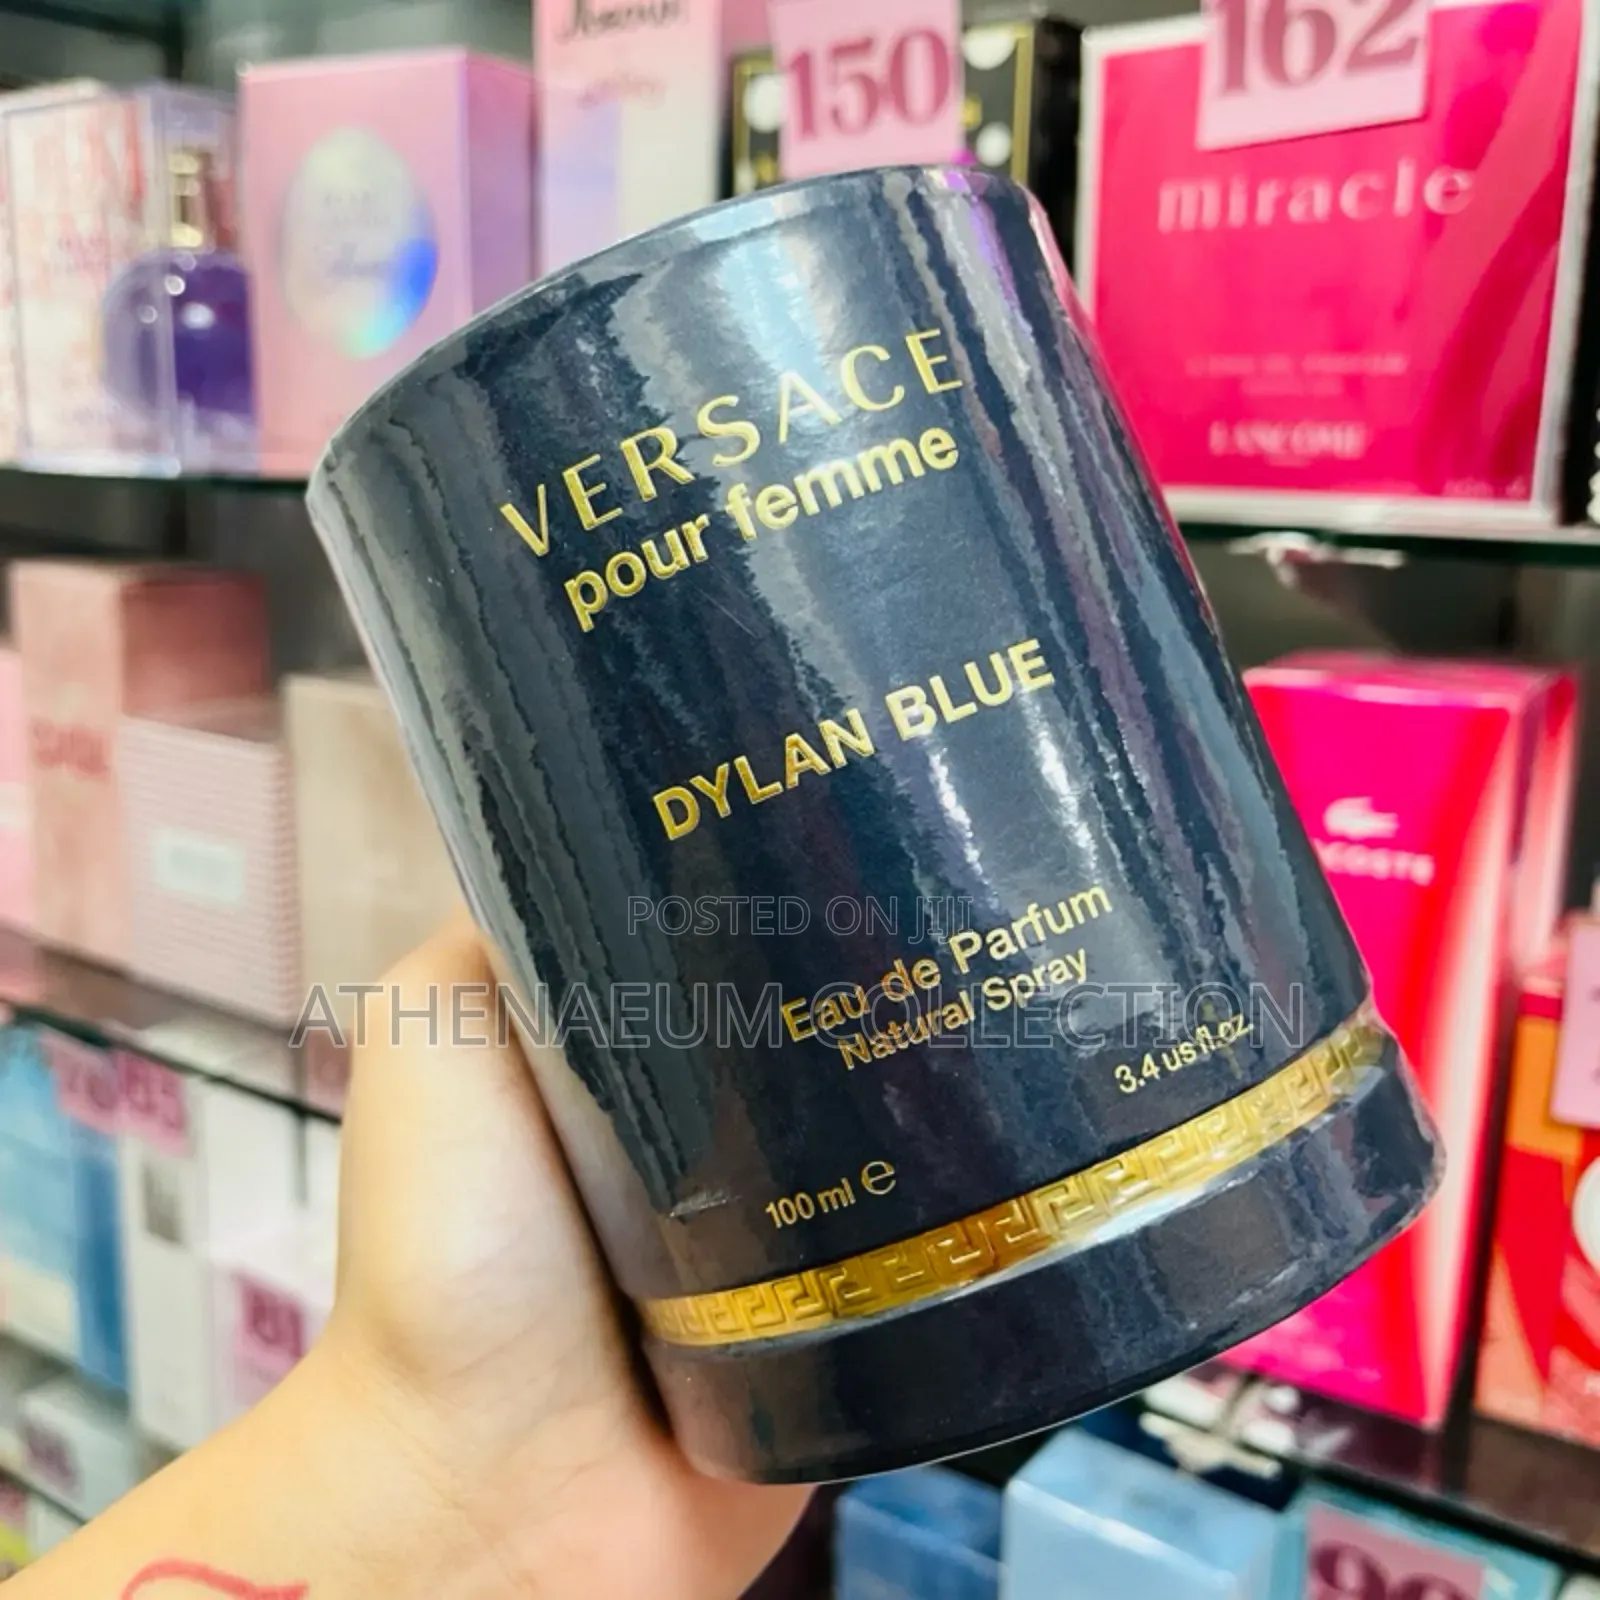 150
162
miracle
LANCÔME
VERSACE
pour femme
DYLAN BLUE
POSTED ON JIJI
Eau de Parfum
Natural Spray
ATHENAEUM COLLECTION
3.4 us fl.oz.
100 ml e